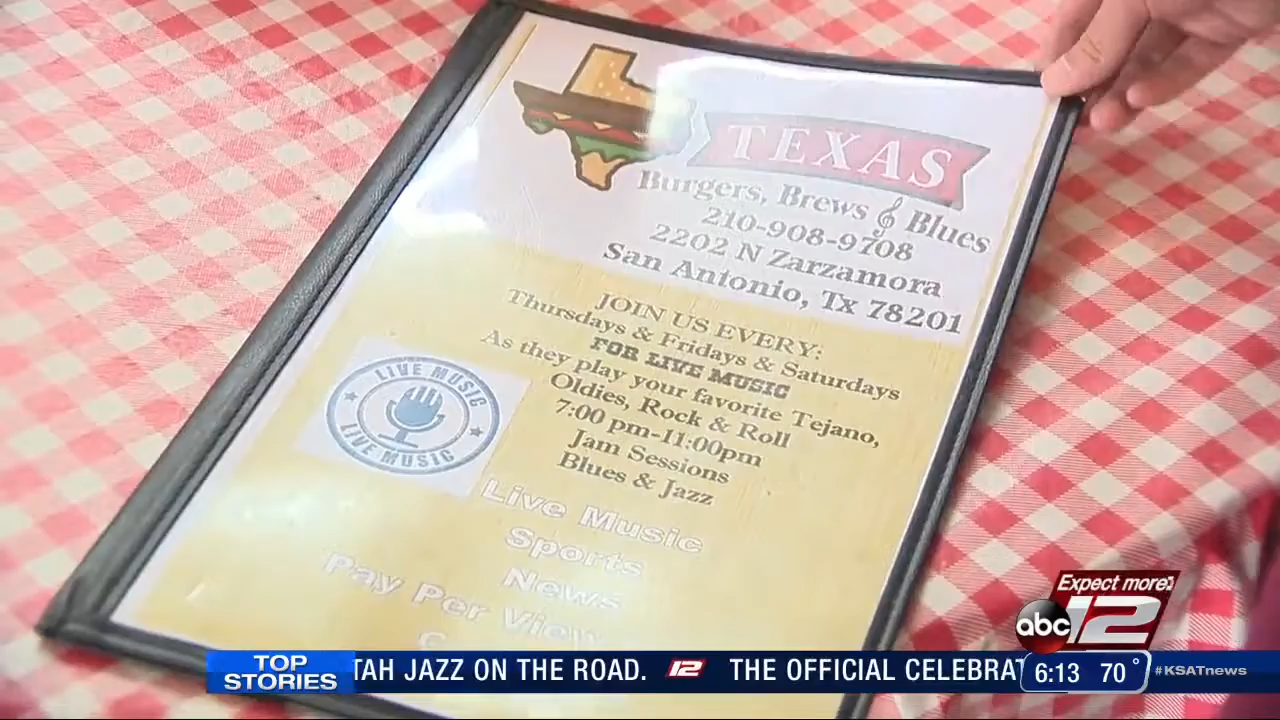 TEXAS
Burgers, Brews & Blues
210-908-9708
2202 N Zarzamora
San Antonio, Tx 78201
JOIN US EVERY:
Thursdays & Fridays & Saturdays
FOR LIVE MUSIC
As they play your favorite Tejano,
Oldies, Rock & Roll
7:00 pm-11:00pm
Jam Sessions
Blues & Jazz
LIVE MUSIC
LIVE MUSIC
Live Music
Sports
News
Pay Per View
Expect more.
abc 12
TOP STORIES
TAH JAZZ ON THE ROAD. 12 THE OFFICIAL CELEBRAT
6:13 70°
#KSATnews